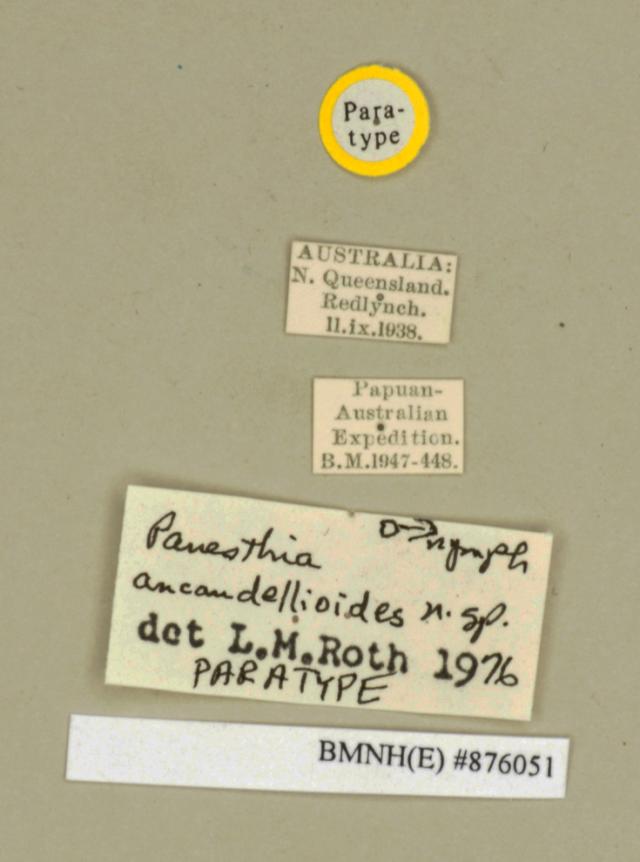 Para-
type
AUSTRALIA:
N. Queensland.
Redlynch.
11.ix.1938.
Papuan-
Australian
Expedition.
B.M.1947-448.
♂ nymph
Panesthia
ancaudellioides n. sp.
det L.M.Roth 1976
PARATYPE
BMNH(E) #876051